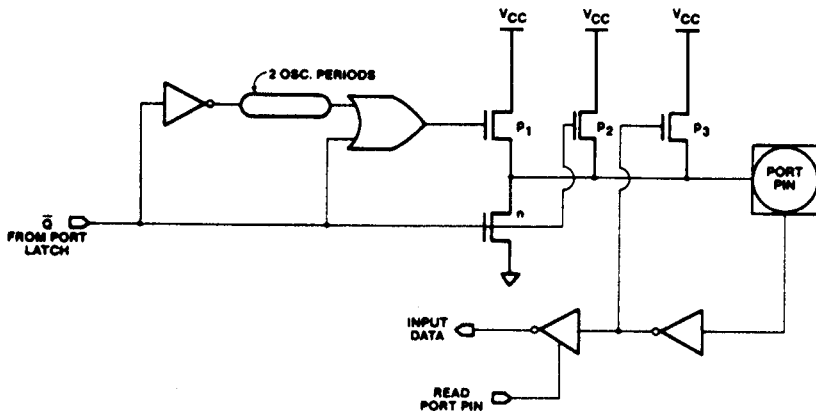 VCC
VCC
VCC
2 OSC. PERIODS
P1
P2
P3
PORT
PIN
Q̅
FROM PORT
LATCH
n
INPUT
DATA
READ
PORT PIN